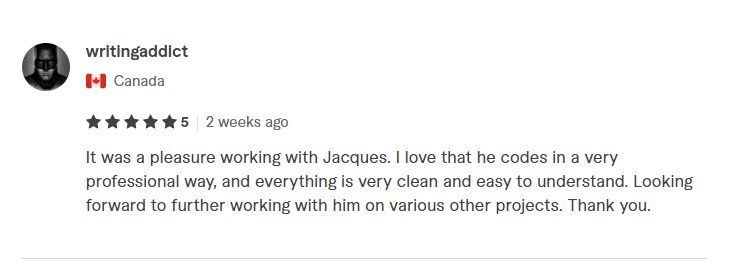 writingaddict
Canada
5 2 weeks ago
It was a pleasure working with Jacques. I love that he codes in a very
professional way, and everything is very clean and easy to understand. Looking
forward to further working with him on various other projects. Thank you.